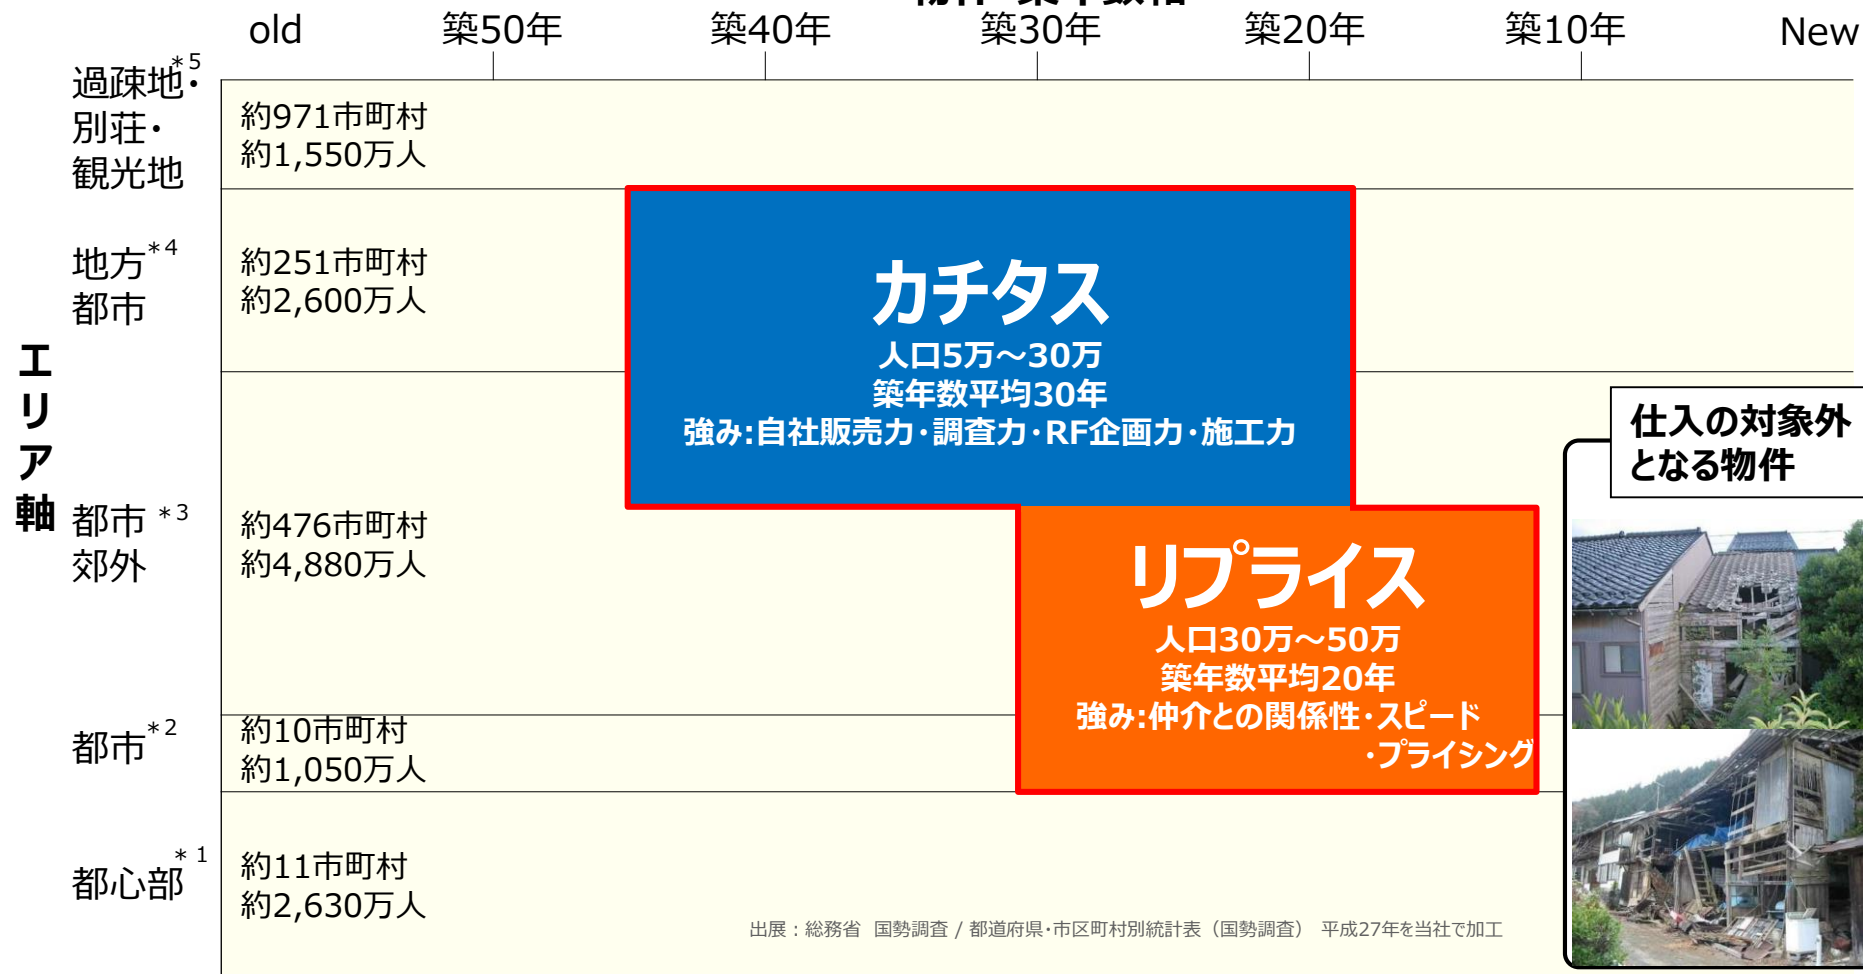 old 築50年 築40年 築30年 築20年 築10年 New
過疎地・*5
別荘・
観光地
約971市町村
約1,550万人
地方*4
都市
約251市町村
約2,600万人
カチタス
人口5万～30万
築年数平均30年
強み:自社販売力・調査力・RF企画力・施工力
エリア軸
仕入の対象外
となる物件
都市 *3
郊外
約476市町村
約4,880万人
リプライス
人口30万～50万
築年数平均20年
強み:仲介との関係性・スピード
・プライシング
都市*2
約10市町村
約1,050万人
都心部*1
約11市町村
約2,630万人
出展：総務省 国勢調査 / 都道府県・市区町村別統計表（国勢調査） 平成27年を当社で加工